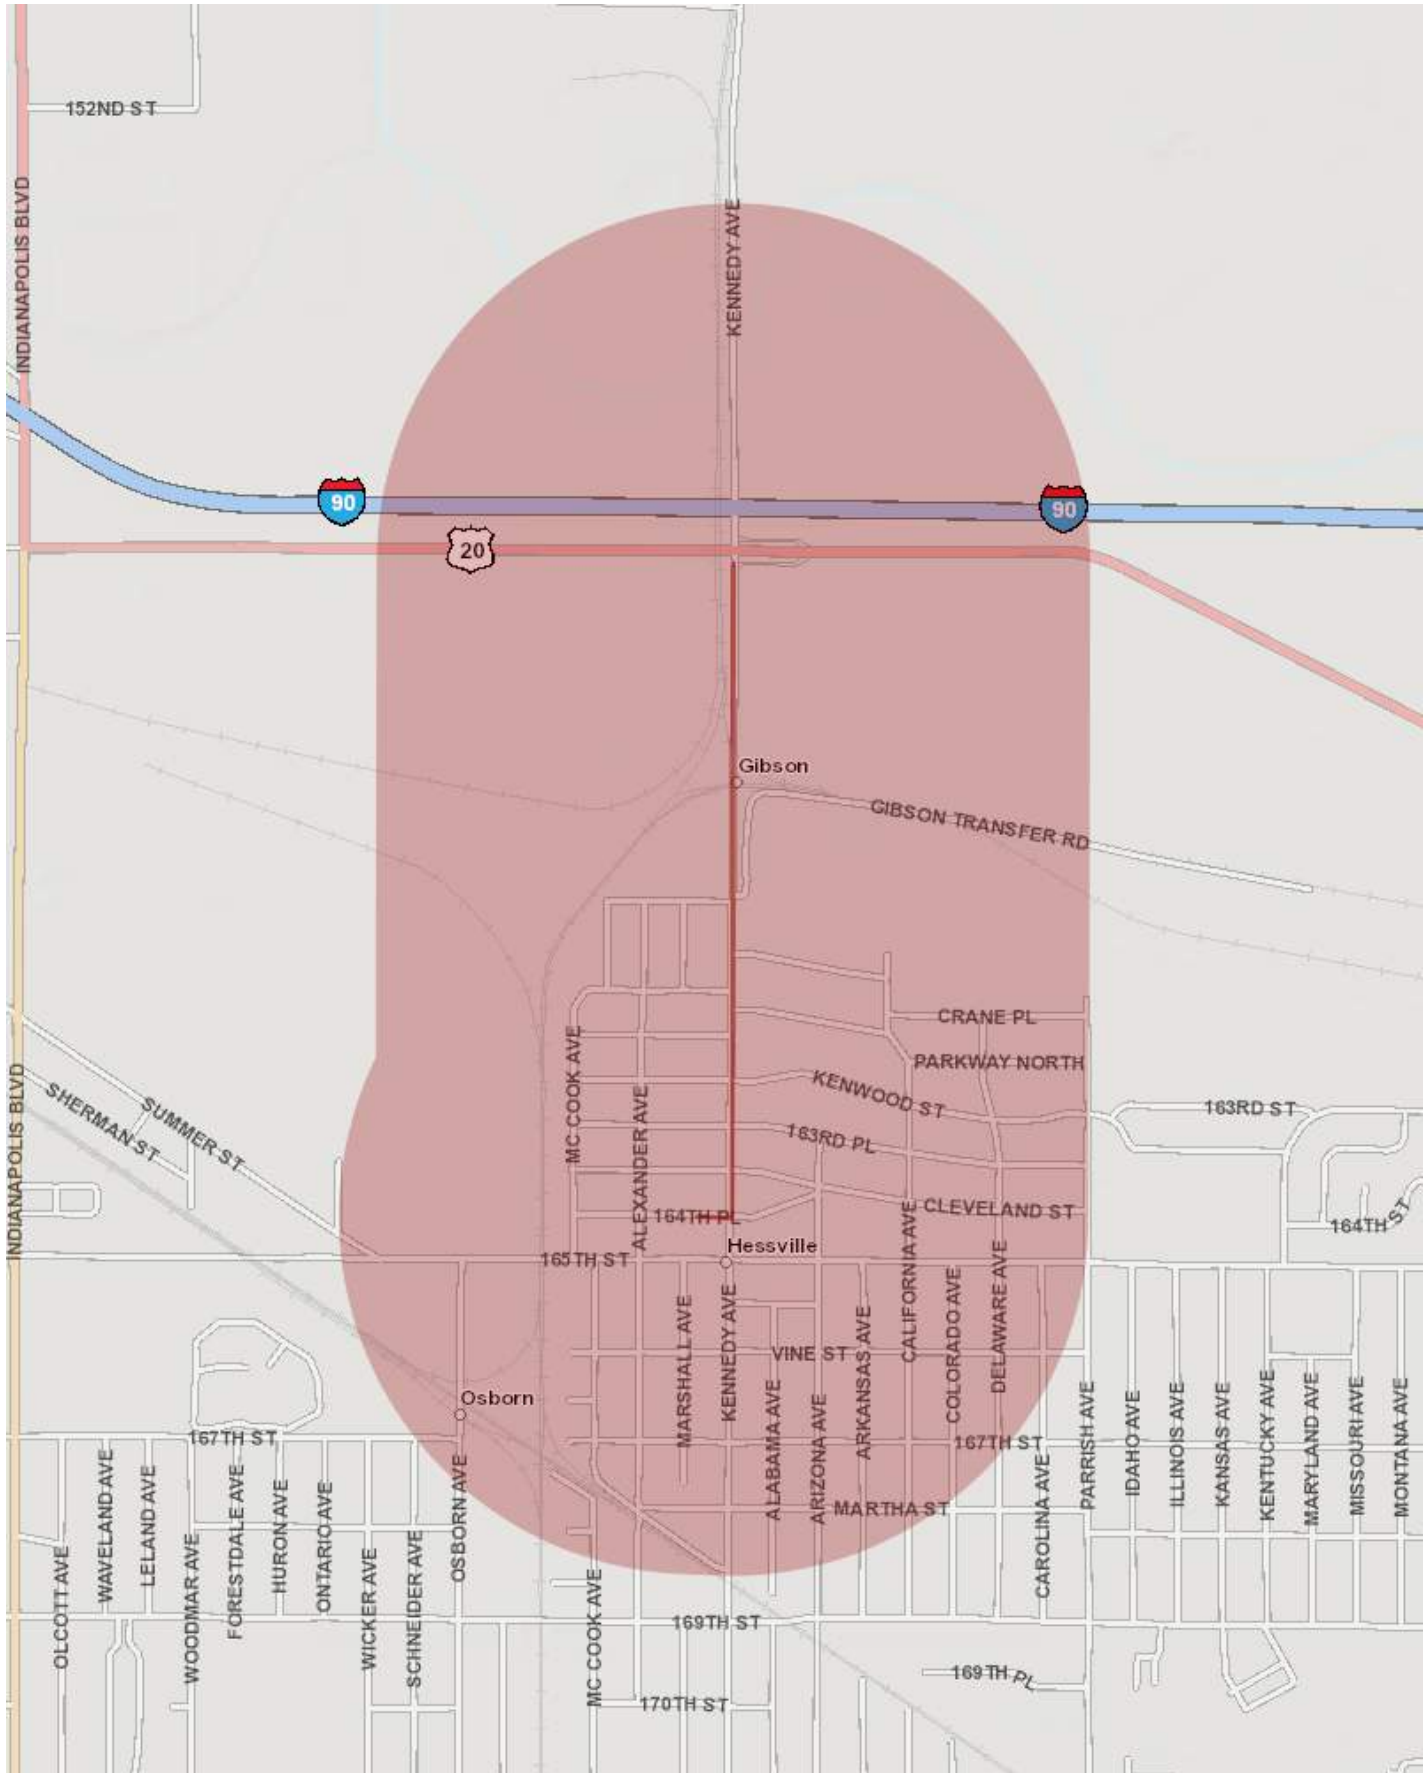 152ND ST
INDIANAPOLIS BLVD
KENNEDY AVE
90
90
20
Gibson
GIBSON TRANSFER RD
CRANE PL
PARKWAY NORTH
KENWOOD ST
163RD ST
MC COOK AVE
ALEXANDER AVE
163RD PL
INDIANAPOLIS BLVD
SHERMAN ST
SUMMER ST
CLEVELAND ST
164TH PL
164TH ST
Hessville
165TH ST
CALIFORNIA AVE
DELAWARE AVE
COLORADO AVE
MARSHALL AVE
KENNEDY AVE
ARKANSAS AVE
VINE ST
Osborn
167TH ST
167TH ST
ALABAMA AVE
ARIZONA AVE
PARRISH AVE
IDAHO AVE
ILLINOIS AVE
KANSAS AVE
KENTUCKY AVE
MARYLAND AVE
MISSOURI AVE
MONTANA AVE
MARTHA ST
CAROLINA AVE
OLCOTT AVE
WAVELAND AVE
LELAND AVE
WOODMAR AVE
FORESTDALE AVE
HURON AVE
ONTARIO AVE
WICKER AVE
SCHNEIDER AVE
OSBORN AVE
MC COOK AVE
169TH ST
169TH PL
170TH ST